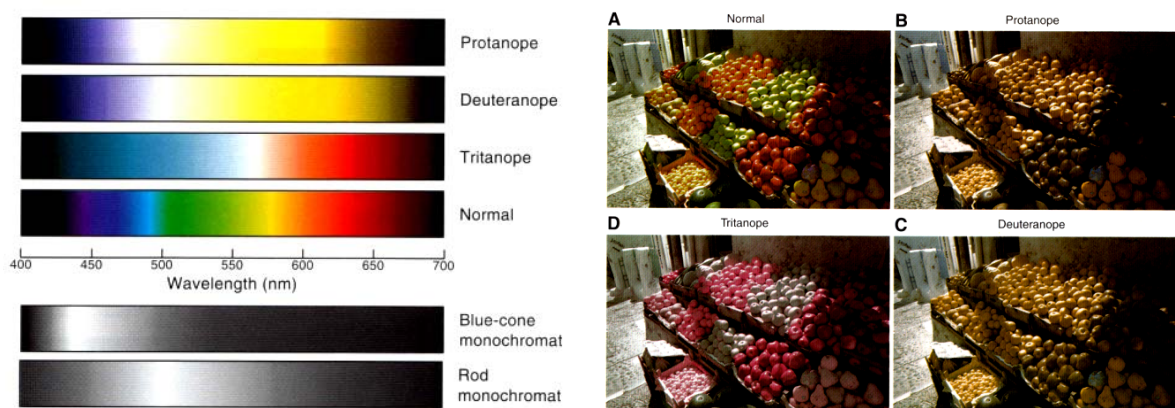 Protanope
Deuteranope
Tritanope
Normal
400 450 500 550 600 650 700
Wavelength (nm)
Blue-cone
monochromat
Rod
monochromat
A Normal
B Protanope
D Tritanope
C Deuteranope